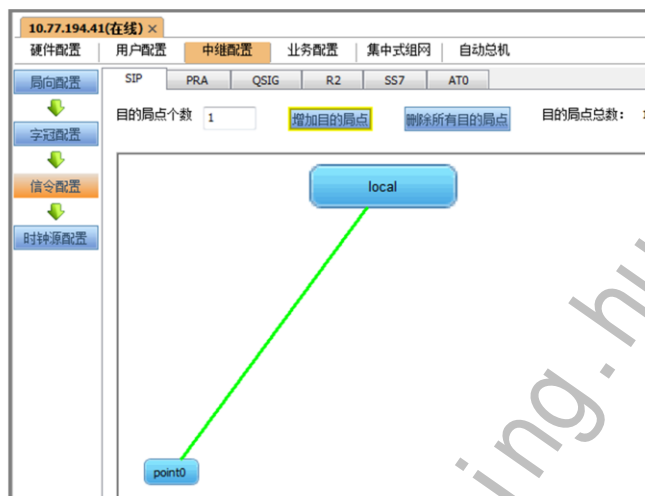 10.77.194.41(在线) ×
硬件配置 用户配置 中继配置 业务配置 集中式组网 自动总机
局向配置 SIP PRA QSIG R2 SS7 AT0
目的局点个数 1 增加目的局点 删除所有目的局点 目的局点总数:
字冠配置
信令配置
时钟源配置
local
point0
ing.hu